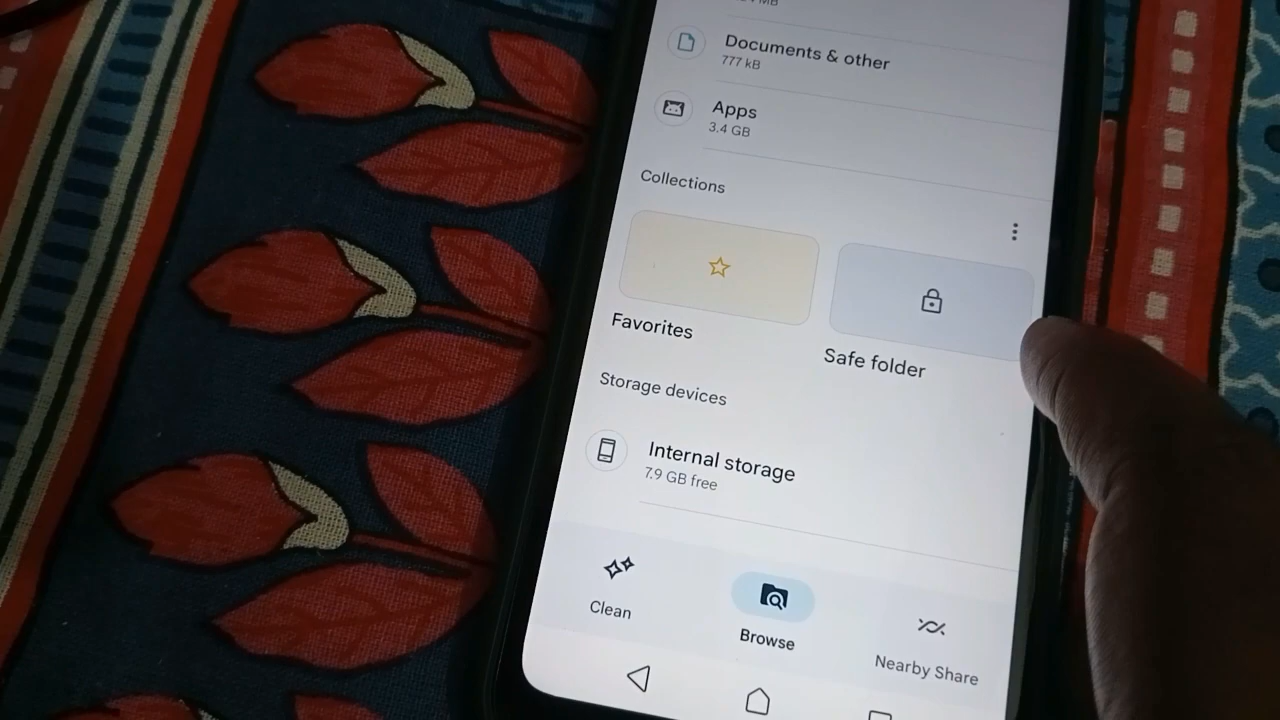 MB
Documents & other
777 kB
Apps
3.4 GB
Collections
Favorites
Safe folder
Storage devices
Internal storage
7.9 GB free
Clean
Browse
Nearby Share